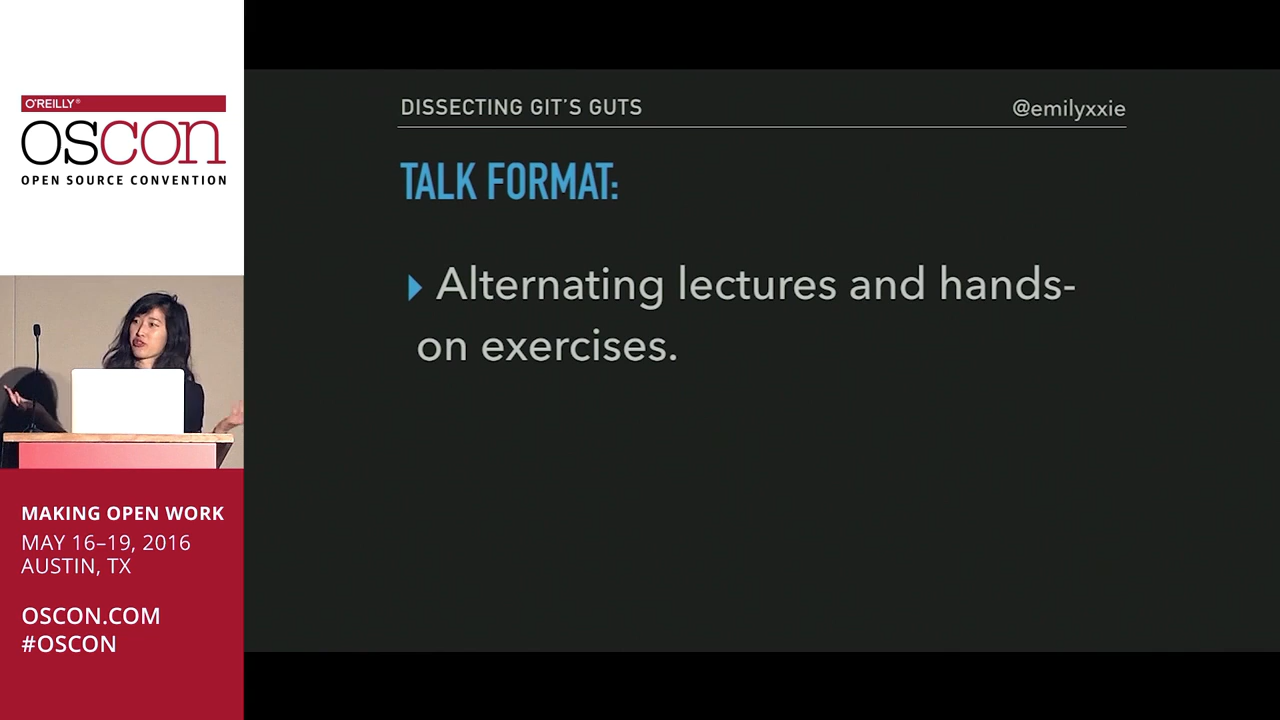 O'REILLY®
OSCON
OPEN SOURCE CONVENTION
MAKING OPEN WORK
MAY 16–19, 2016
AUSTIN, TX
OSCON.COM
#OSCON
DISSECTING GIT'S GUTS
@emilyxxie
TALK FORMAT:
Alternating lectures and hands-
on exercises.